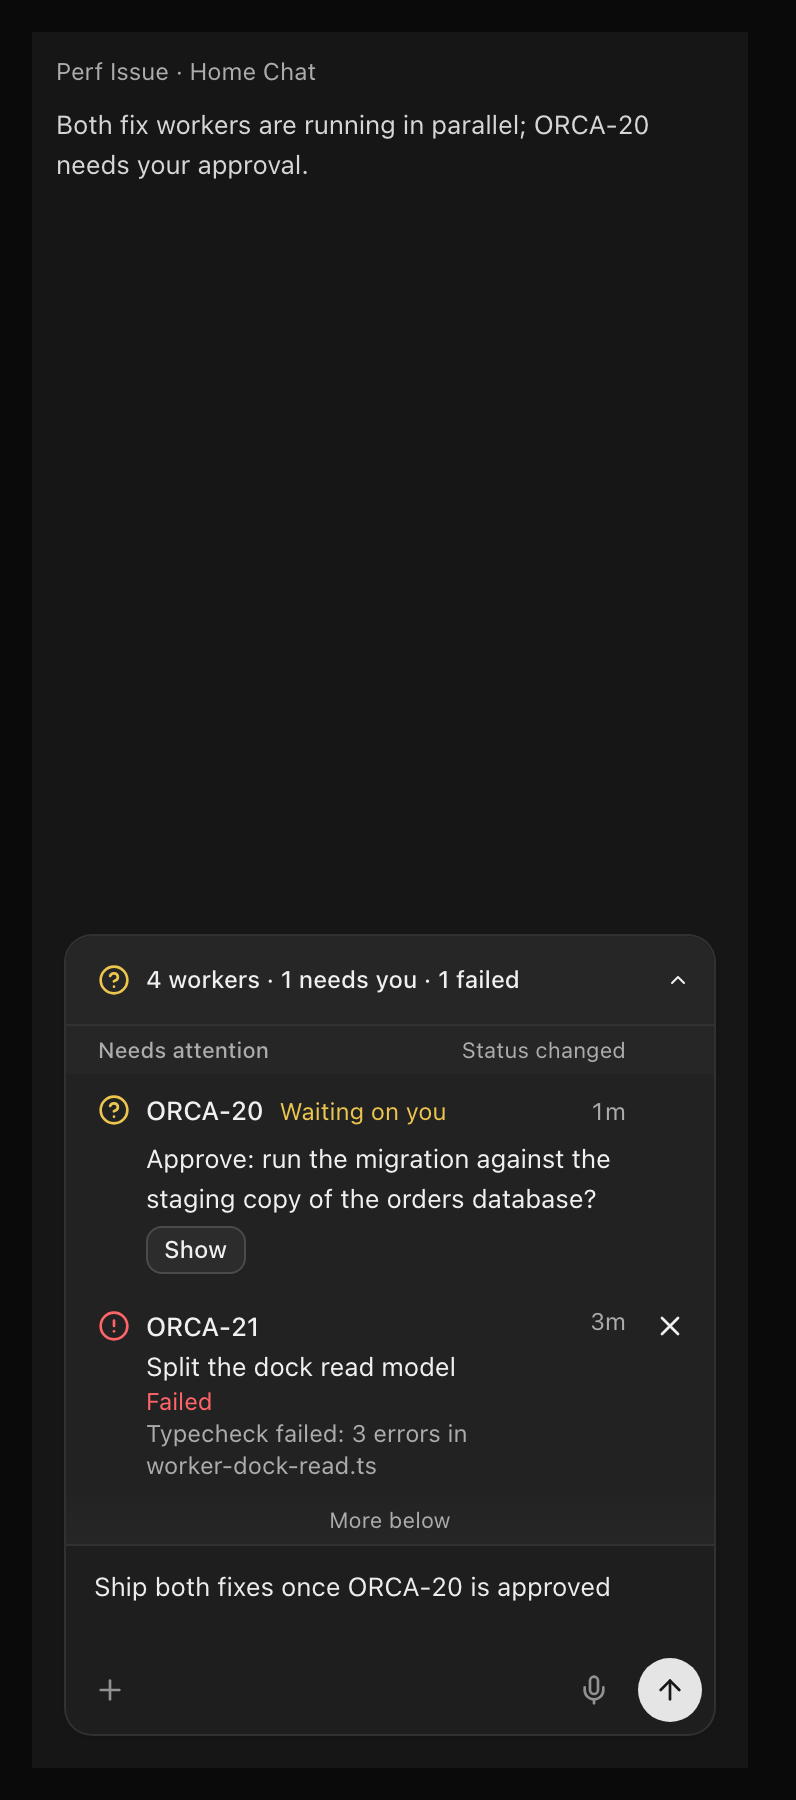 Perf Issue · Home Chat
Both fix workers are running in parallel; ORCA-20
needs your approval.
4 workers · 1 needs you · 1 failed
Needs attention
Status changed
ORCA-20 Waiting on you 1m
Approve: run the migration against the
staging copy of the orders database?
Show
ORCA-21 3m
Split the dock read model
Failed
Typecheck failed: 3 errors in
worker-dock-read.ts
More below
Ship both fixes once ORCA-20 is approved